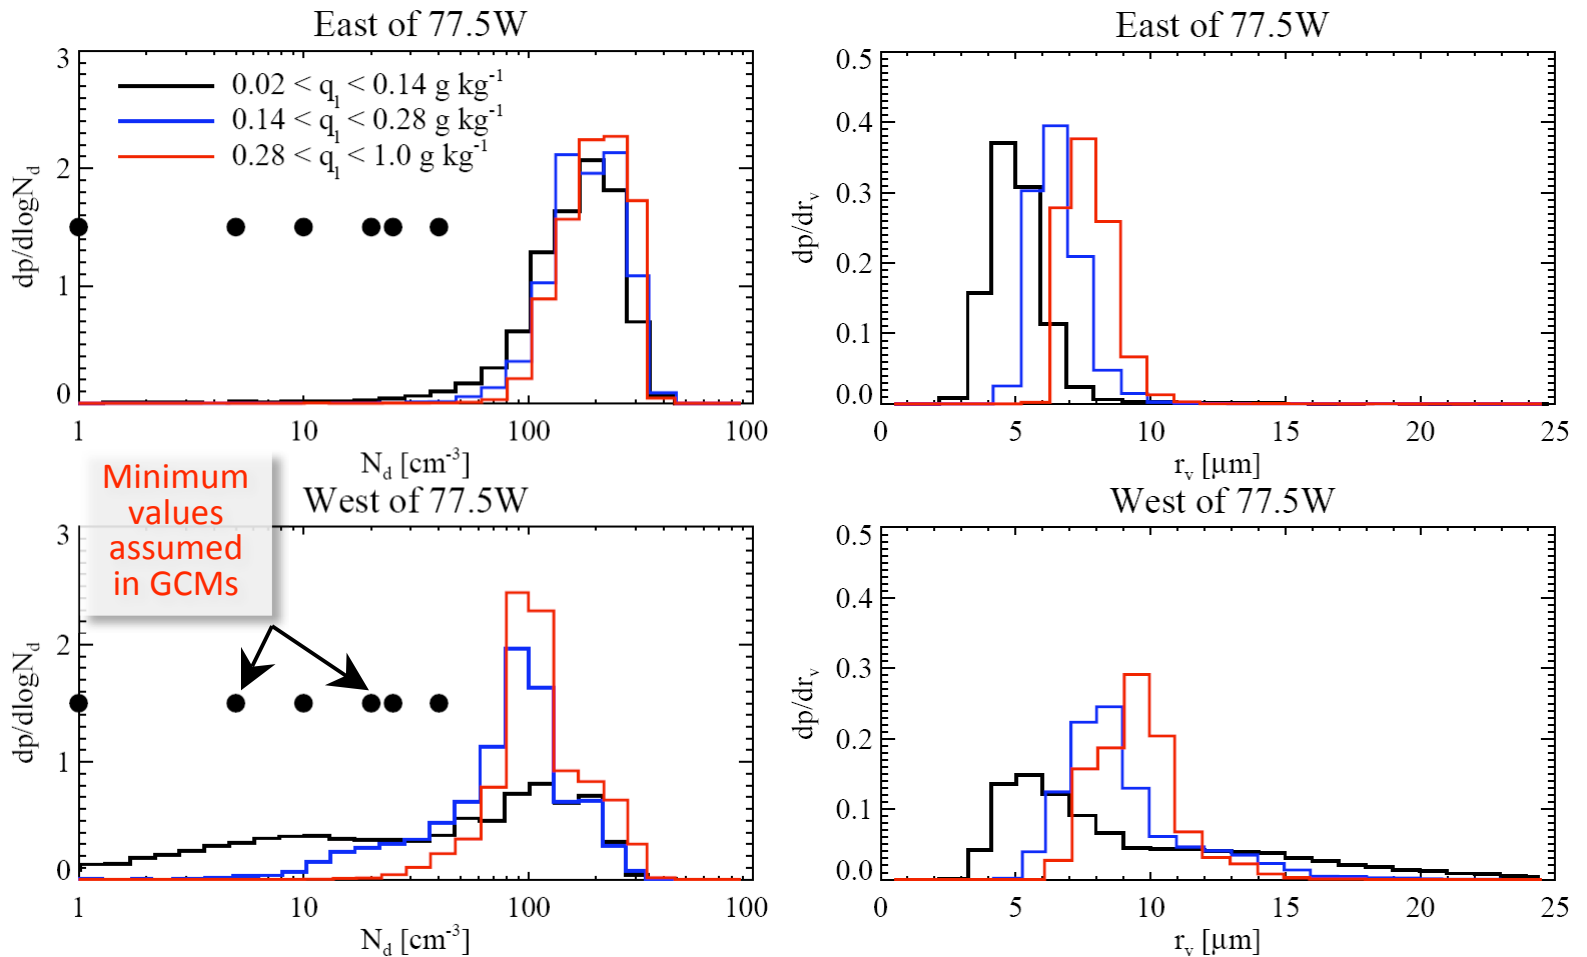 East of 77.5W
3
2
1
0
dp/dlogN_d
0.02 < q_l < 0.14 g kg^-1
0.14 < q_l < 0.28 g kg^-1
0.28 < q_l < 1.0 g kg^-1
1 10 100 100
N_d [cm^-3]
East of 77.5W
0.5
0.4
0.3
0.2
0.1
0.0
dp/dr_v
0 5 10 15 20 25
r_v [µm]
Minimum
values
assumed
in GCMs
West of 77.5W
3
2
1
0
dp/dlogN_d
1 10 100 100
N_d [cm^-3]
West of 77.5W
0.5
0.4
0.3
0.2
0.1
0.0
dp/dr_v
0 5 10 15 20 25
r_v [µm]